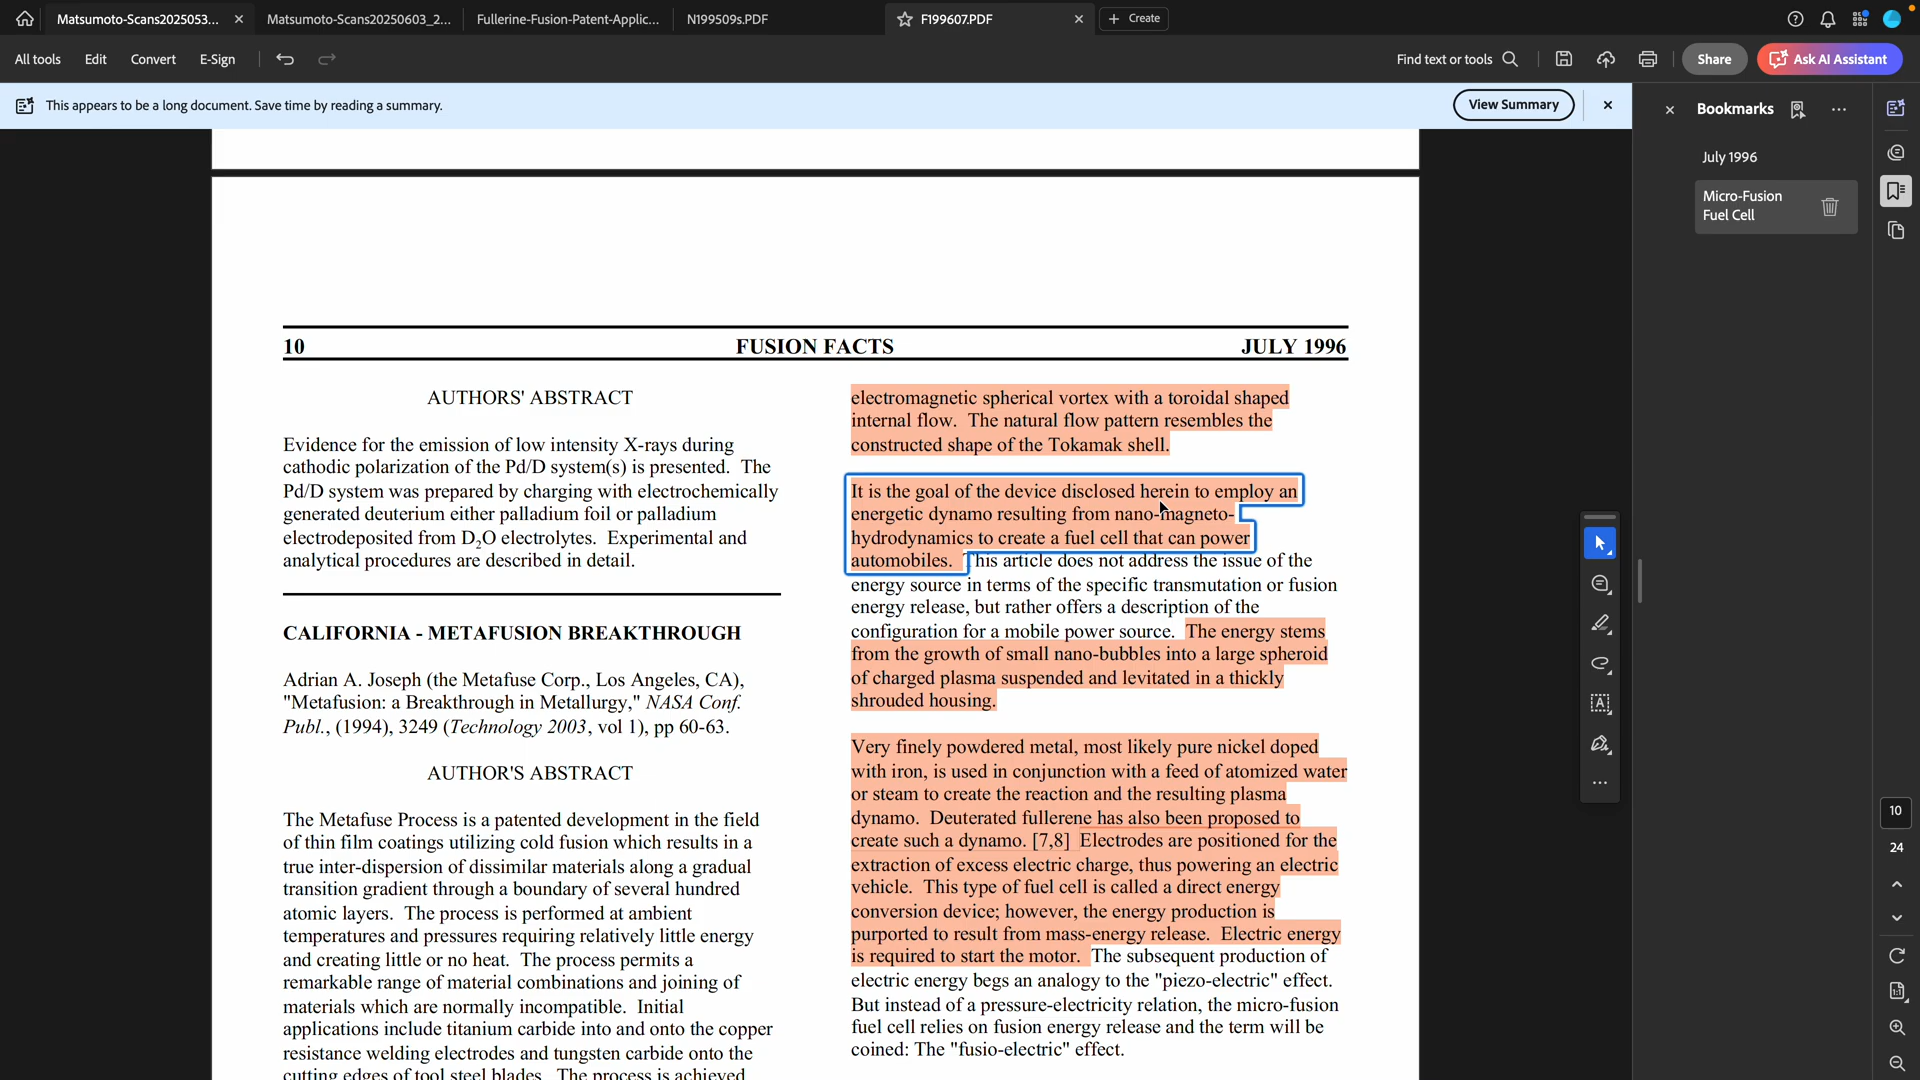 Matsumoto-Scans2025053...
Matsumoto-Scans20250603_2...
Fullerine-Fusion-Patent-Applic...
N199509s.PDF
F199607.PDF
Create
All tools
Edit
Convert
E-Sign
Find text or tools
Share
Ask AI Assistant
This appears to be a long document. Save time by reading a summary.
View Summary
Bookmarks
July 1996
Micro-Fusion
Fuel Cell
10
FUSION FACTS
JULY 1996
AUTHORS' ABSTRACT
Evidence for the emission of low intensity X-rays during
cathodic polarization of the Pd/D system(s) is presented. The
Pd/D system was prepared by charging with electrochemically
generated deuterium either palladium foil or palladium
electrodeposited from D2O electrolytes. Experimental and
analytical procedures are described in detail.
CALIFORNIA - METAFUSION BREAKTHROUGH
Adrian A. Joseph (the Metafuse Corp., Los Angeles, CA),
"Metafusion: a Breakthrough in Metallurgy," NASA Conf.
Publ., (1994), 3249 (Technology 2003, vol 1), pp 60-63.
AUTHOR'S ABSTRACT
The Metafuse Process is a patented development in the field
of thin film coatings utilizing cold fusion which results in a
true inter-dispersion of dissimilar materials along a gradual
transition gradient through a boundary of several hundred
atomic layers. The process is performed at ambient
temperatures and pressures requiring relatively little energy
and creating little or no heat. The process permits a
remarkable range of material combinations and joining of
materials which are normally incompatible. Initial
applications include titanium carbide into and onto the copper
resistance welding electrodes and tungsten carbide onto the
cutting edges of tool steel blades. The process is achieved
electromagnetic spherical vortex with a toroidal shaped
internal flow. The natural flow pattern resembles the
constructed shape of the Tokamak shell.
It is the goal of the device disclosed herein to employ an
energetic dynamo resulting from nano-magneto-
hydrodynamics to create a fuel cell that can power
automobiles. This article does not address the issue of the
energy source in terms of the specific transmutation or fusion
energy release, but rather offers a description of the
configuration for a mobile power source. The energy stems
from the growth of small nano-bubbles into a large spheroid
of charged plasma suspended and levitated in a thickly
shrouded housing.
Very finely powdered metal, most likely pure nickel doped
with iron, is used in conjunction with a feed of atomized water
or steam to create the reaction and the resulting plasma
dynamo. Deuterated fullerene has also been proposed to
create such a dynamo. [7,8] Electrodes are positioned for the
extraction of excess electric charge, thus powering an electric
vehicle. This type of fuel cell is called a direct energy
conversion device; however, the energy production is
purported to result from mass-energy release. Electric energy
is required to start the motor. The subsequent production of
electric energy begs an analogy to the "piezo-electric" effect.
But instead of a pressure-electricity relation, the micro-fusion
fuel cell relies on fusion energy release and the term will be
coined: The "fusio-electric" effect.
10
24